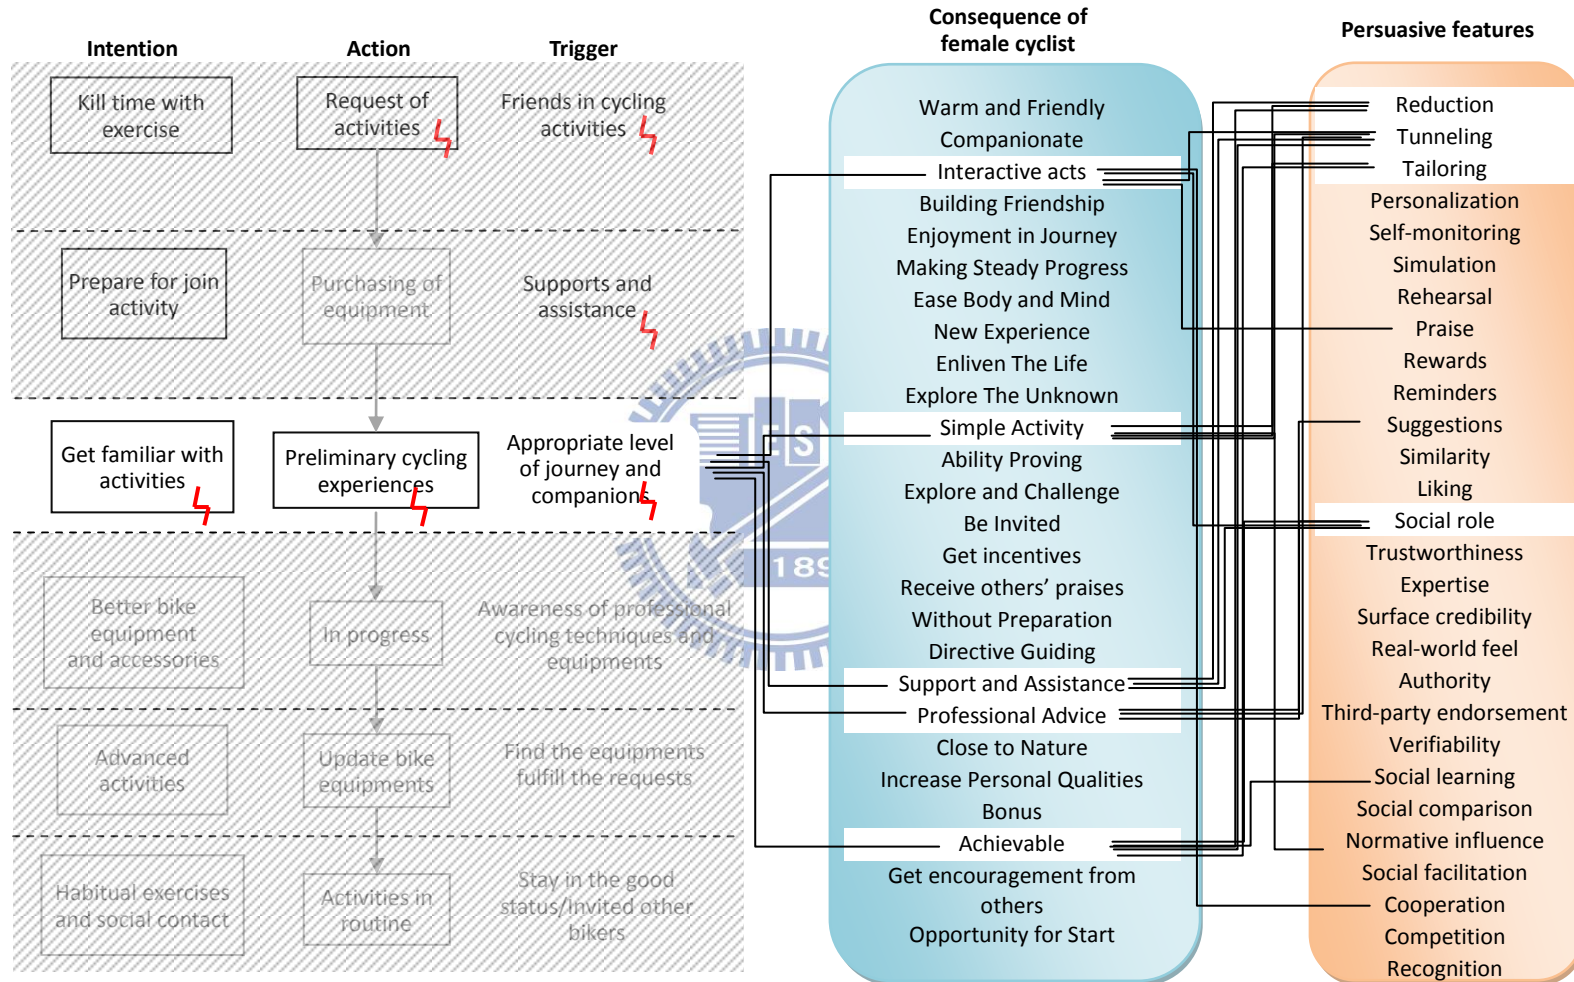 Intention
Action
Trigger
Consequence of
female cyclist
Persuasive features
Kill time with
exercise
Request of
activities
Friends in cycling
activities
Prepare for join
activity
Purchasing of
equipment
Supports and
assistance
Get familiar with
activities
Preliminary cycling
experiences
Appropriate level
of journey and
companions
Better bike
equipment
and accessories
In progress
Awareness of professional
cycling techniques and
equipments
Advanced
activities
Update bike
equipments
Find the equipments
fulfill the requests
Habitual exercises
and social contact
Activities in
routine
Stay in the good
status/Invited other
bikers
Warm and Friendly
Companionate
Interactive acts
Building Friendship
Enjoyment in Journey
Making Steady Progress
Ease Body and Mind
New Experience
Enliven The Life
Explore The Unknown
Simple Activity
Ability Proving
Explore and Challenge
Be Invited
Get incentives
Receive others’ praises
Without Preparation
Directive Guiding
Support and Assistance
Professional Advice
Close to Nature
Increase Personal Qualities
Bonus
Achievable
Get encouragement from
others
Opportunity for Start
Reduction
Tunneling
Tailoring
Personalization
Self-monitoring
Simulation
Rehearsal
Praise
Rewards
Reminders
Suggestions
Similarity
Liking
Social role
Trustworthiness
Expertise
Surface credibility
Real-world feel
Authority
Third-party endorsement
Verifiability
Social learning
Social comparison
Normative influence
Social facilitation
Cooperation
Competition
Recognition
ES
189